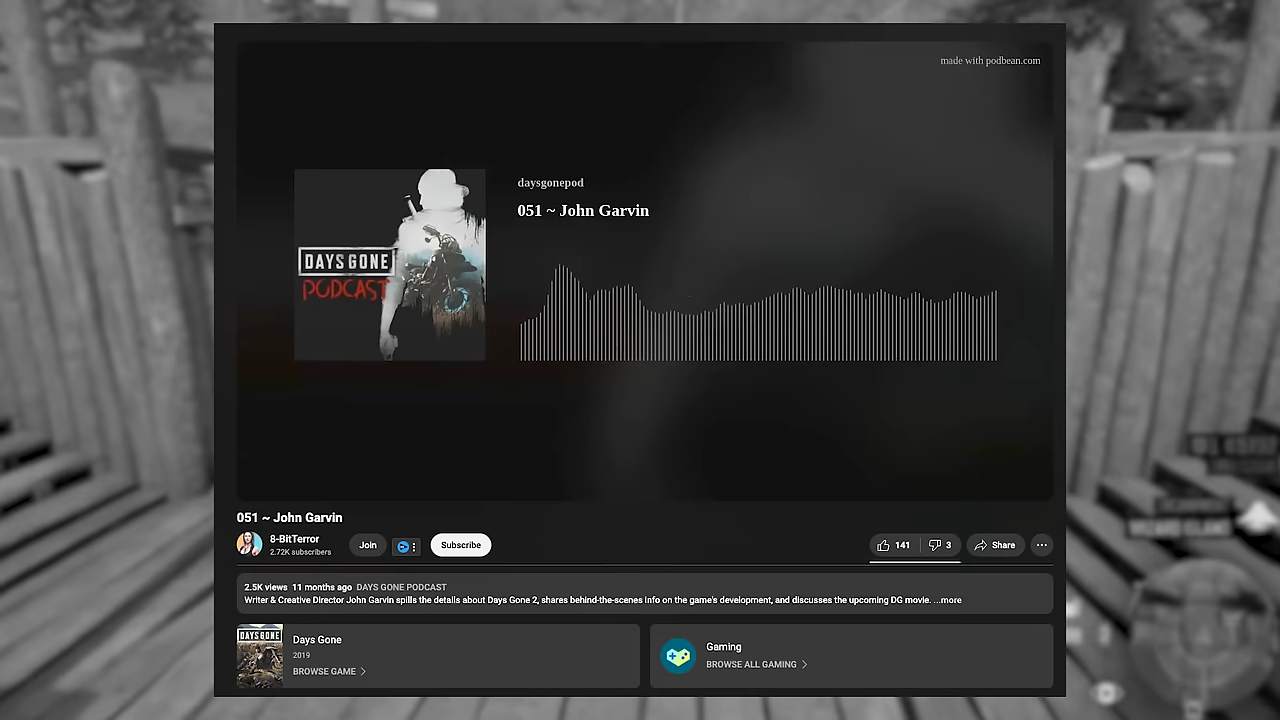 made with podbean.com
daysgonepod
051 ~ John Garvin
DAYS GONE
PODCAST
051 ~ John Garvin
8-BitTerror
2.72K subscribers
Join
Subscribe
141
3
Share
2.5K views 11 months ago DAYS GONE PODCAST
Writer & Creative Director John Garvin spills the details about Days Gone 2, shares behind-the-scenes info on the game's development, and discusses the upcoming DG movie. ...more
DAYS GONE
Days Gone
2019
BROWSE GAME
Gaming
BROWSE ALL GAMING
WIZARD ISLAND